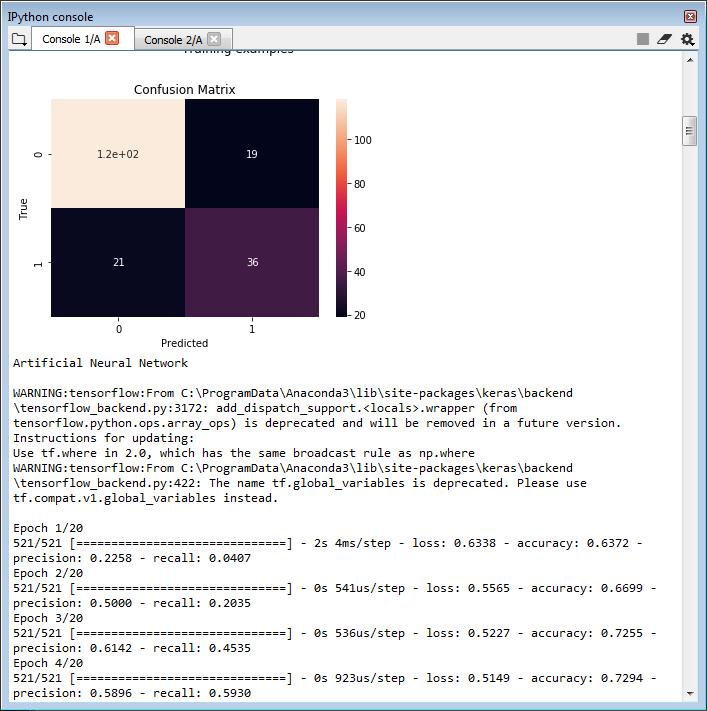 IPython console
Console 1/A
Console 2/A
Training examples
Confusion Matrix
0
1.2e+02
19
100
80
True
60
1
21
36
40
20
0
1
Predicted
Artificial Neural Network
WARNING:tensorflow:From C:\ProgramData\Anaconda3\lib\site-packages\keras\backend
\tensorflow_backend.py:3172: add_dispatch_support.<locals>.wrapper (from
tensorflow.python.ops.array_ops) is deprecated and will be removed in a future version.
Instructions for updating:
Use tf.where in 2.0, which has the same broadcast rule as np.where
WARNING:tensorflow:From C:\ProgramData\Anaconda3\lib\site-packages\keras\backend
\tensorflow_backend.py:422: The name tf.global_variables is deprecated. Please use
tf.compat.v1.global_variables instead.
Epoch 1/20
521/521 [==============================] - 2s 4ms/step - loss: 0.6338 - accuracy: 0.6372 -
precision: 0.2258 - recall: 0.0407
Epoch 2/20
521/521 [==============================] - 0s 541us/step - loss: 0.5565 - accuracy: 0.6699 -
precision: 0.5000 - recall: 0.2035
Epoch 3/20
521/521 [==============================] - 0s 536us/step - loss: 0.5227 - accuracy: 0.7255 -
precision: 0.6142 - recall: 0.4535
Epoch 4/20
521/521 [==============================] - 0s 923us/step - loss: 0.5149 - accuracy: 0.7294 -
precision: 0.5896 - recall: 0.5930